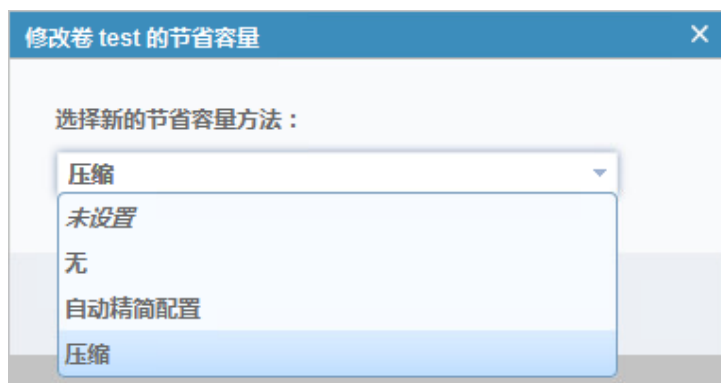 修改卷 test 的节省容量
选择新的节省容量方法：
压缩
未设置
无
自动精简配置
压缩